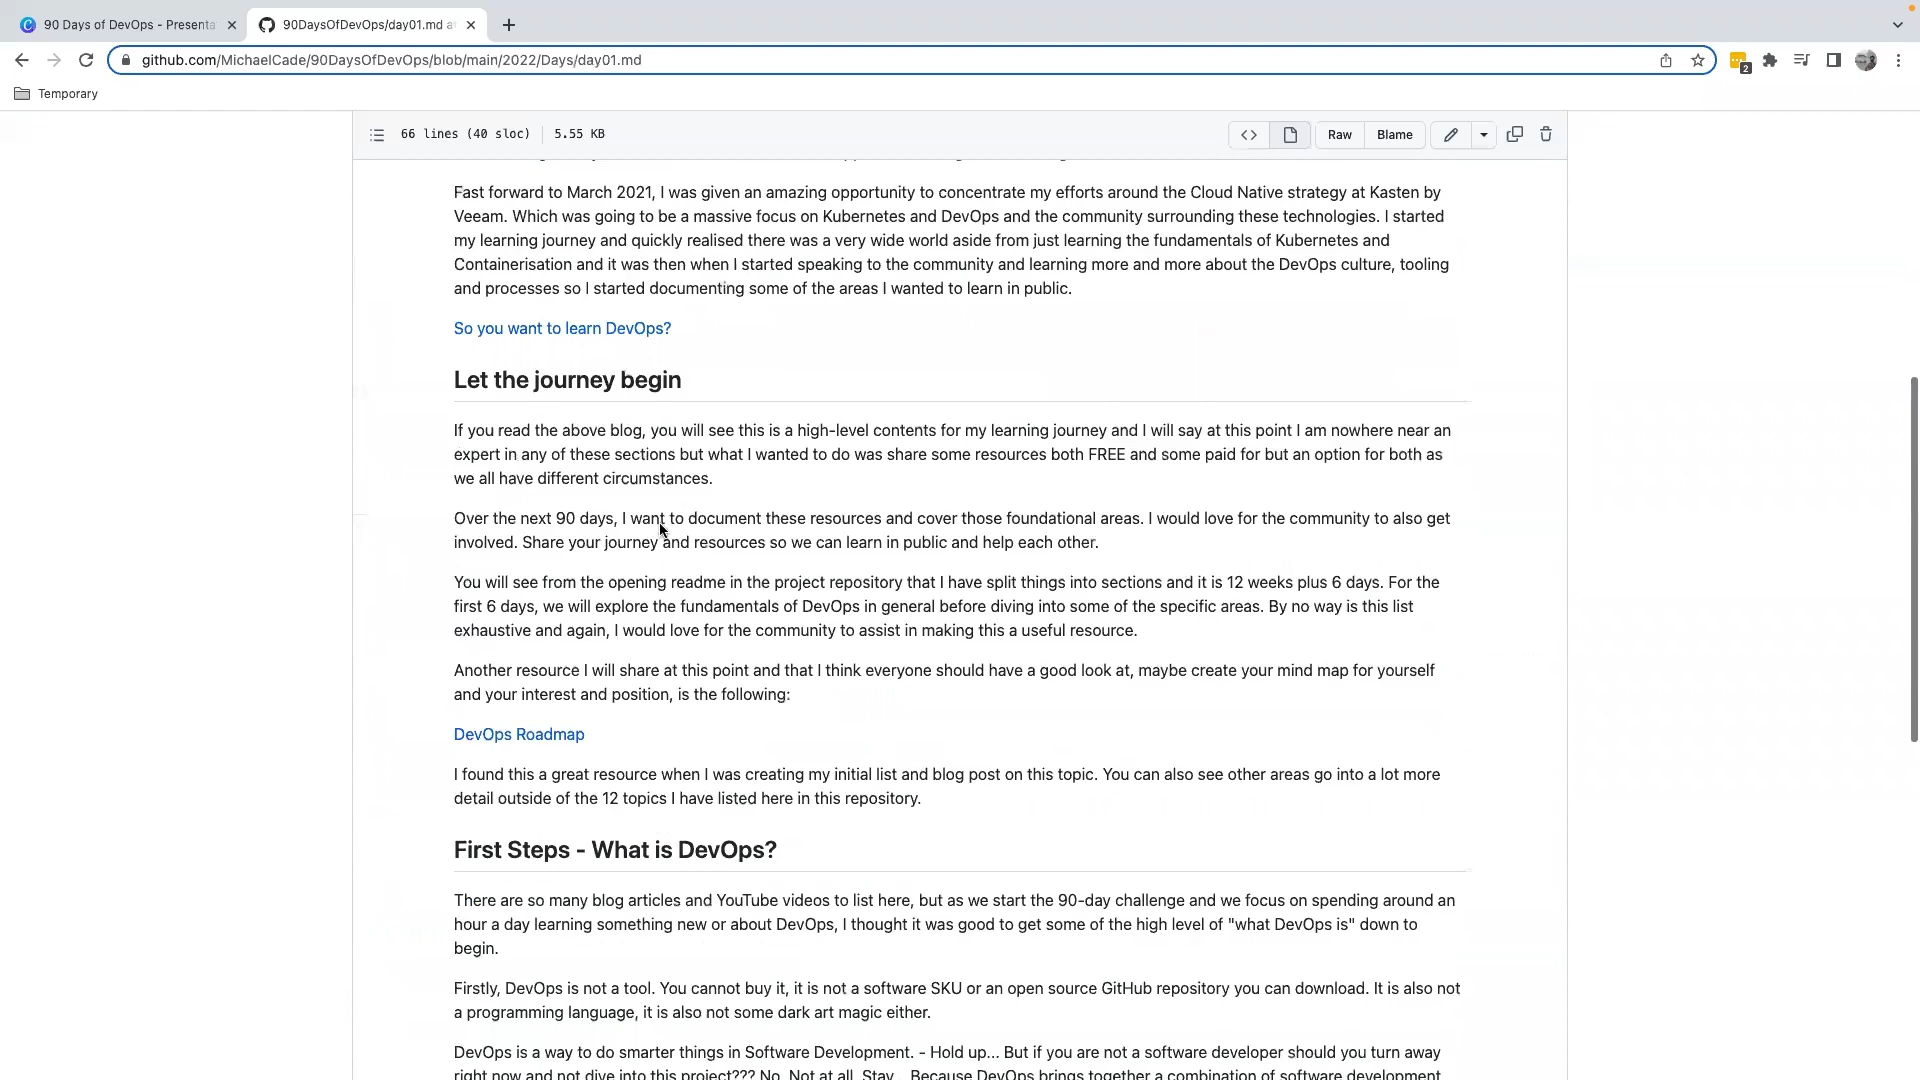 90 Days of DevOps - Presenta
90DaysOfDevOps/day01.md at
github.com/MichaelCade/90DaysOfDevOps/blob/main/2022/Days/day01.md
2
Temporary
66 lines (40 sloc) 5.55 KB
Raw Blame
Fast forward to March 2021, I was given an amazing opportunity to concentrate my efforts around the Cloud Native strategy at Kasten by
Veeam. Which was going to be a massive focus on Kubernetes and DevOps and the community surrounding these technologies. I started
my learning journey and quickly realised there was a very wide world aside from just learning the fundamentals of Kubernetes and
Containerisation and it was then when I started speaking to the community and learning more and more about the DevOps culture, tooling
and processes so I started documenting some of the areas I wanted to learn in public.
So you want to learn DevOps?
Let the journey begin
If you read the above blog, you will see this is a high-level contents for my learning journey and I will say at this point I am nowhere near an
expert in any of these sections but what I wanted to do was share some resources both FREE and some paid for but an option for both as
we all have different circumstances.
Over the next 90 days, I want to document these resources and cover those foundational areas. I would love for the community to also get
involved. Share your journey and resources so we can learn in public and help each other.
You will see from the opening readme in the project repository that I have split things into sections and it is 12 weeks plus 6 days. For the
first 6 days, we will explore the fundamentals of DevOps in general before diving into some of the specific areas. By no way is this list
exhaustive and again, I would love for the community to assist in making this a useful resource.
Another resource I will share at this point and that I think everyone should have a good look at, maybe create your mind map for yourself
and your interest and position, is the following:
DevOps Roadmap
I found this a great resource when I was creating my initial list and blog post on this topic. You can also see other areas go into a lot more
detail outside of the 12 topics I have listed here in this repository.
First Steps - What is DevOps?
There are so many blog articles and YouTube videos to list here, but as we start the 90-day challenge and we focus on spending around an
hour a day learning something new or about DevOps, I thought it was good to get some of the high level of "what DevOps is" down to
begin.
Firstly, DevOps is not a tool. You cannot buy it, it is not a software SKU or an open source GitHub repository you can download. It is also not
a programming language, it is also not some dark art magic either.
DevOps is a way to do smarter things in Software Development. - Hold up... But if you are not a software developer should you turn away
right now and not dive into this project??? No. Not at all. Stay... Because DevOps brings together a combination of software development